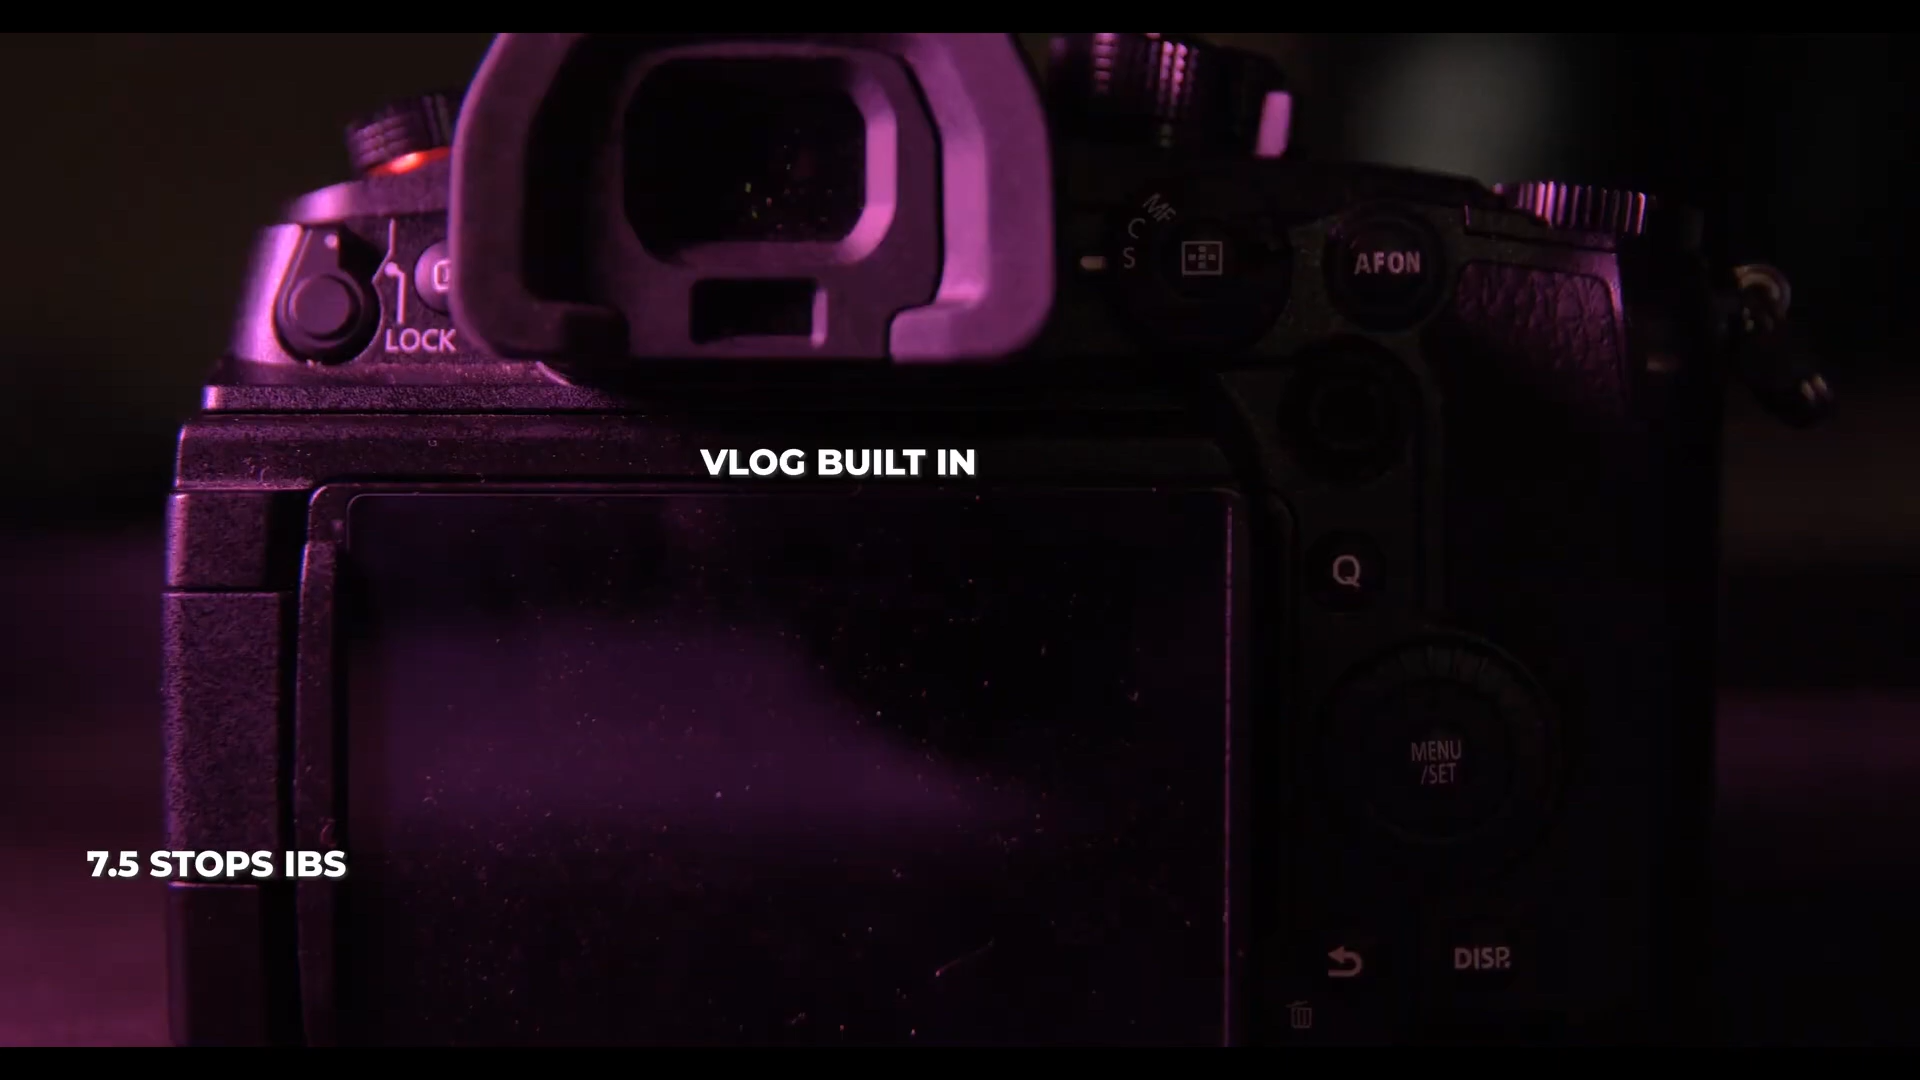 MF
C
S
AFON
LOCK
VLOG BUILT IN
Q
MENU
/SET
7.5 STOPS IBS
DISP.